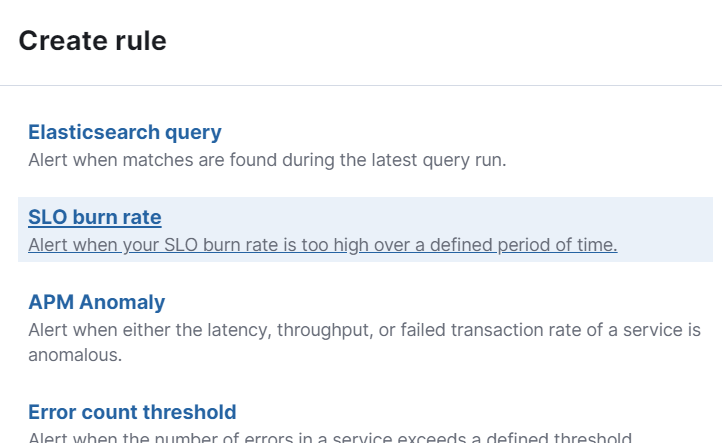 Create rule
Elasticsearch query
Alert when matches are found during the latest query run.
SLO burn rate
Alert when your SLO burn rate is too high over a defined period of time.
APM Anomaly
Alert when either the latency, throughput, or failed transaction rate of a service is
anomalous.
Error count threshold
Alert when the number of errors in a service exceeds a defined threshold